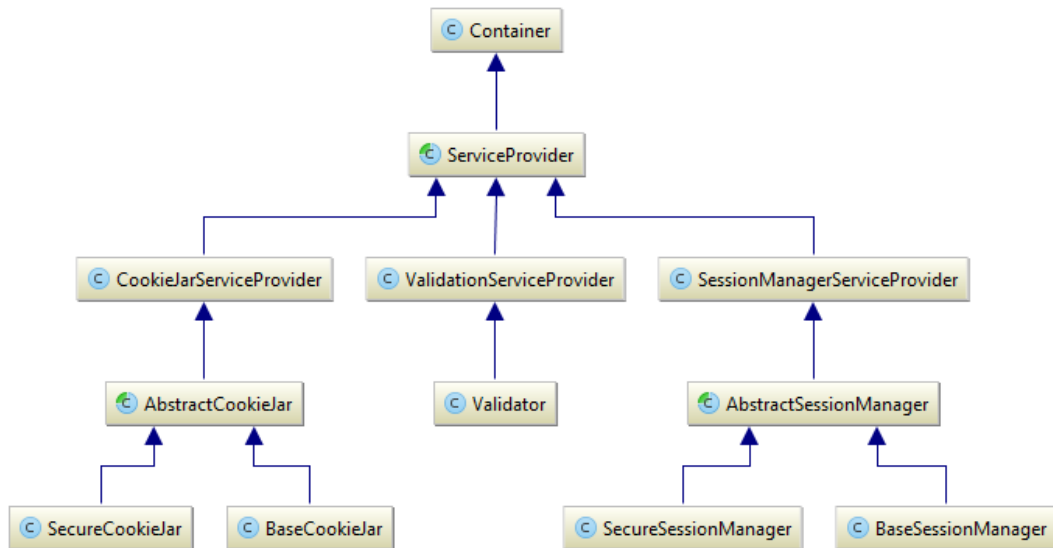 C Container
C ServiceProvider
C CookieJarServiceProvider
C ValidationServiceProvider
C SessionManagerServiceProvider
C AbstractCookieJar
C Validator
C AbstractSessionManager
C SecureCookieJar
C BaseCookieJar
C SecureSessionManager
C BaseSessionManager